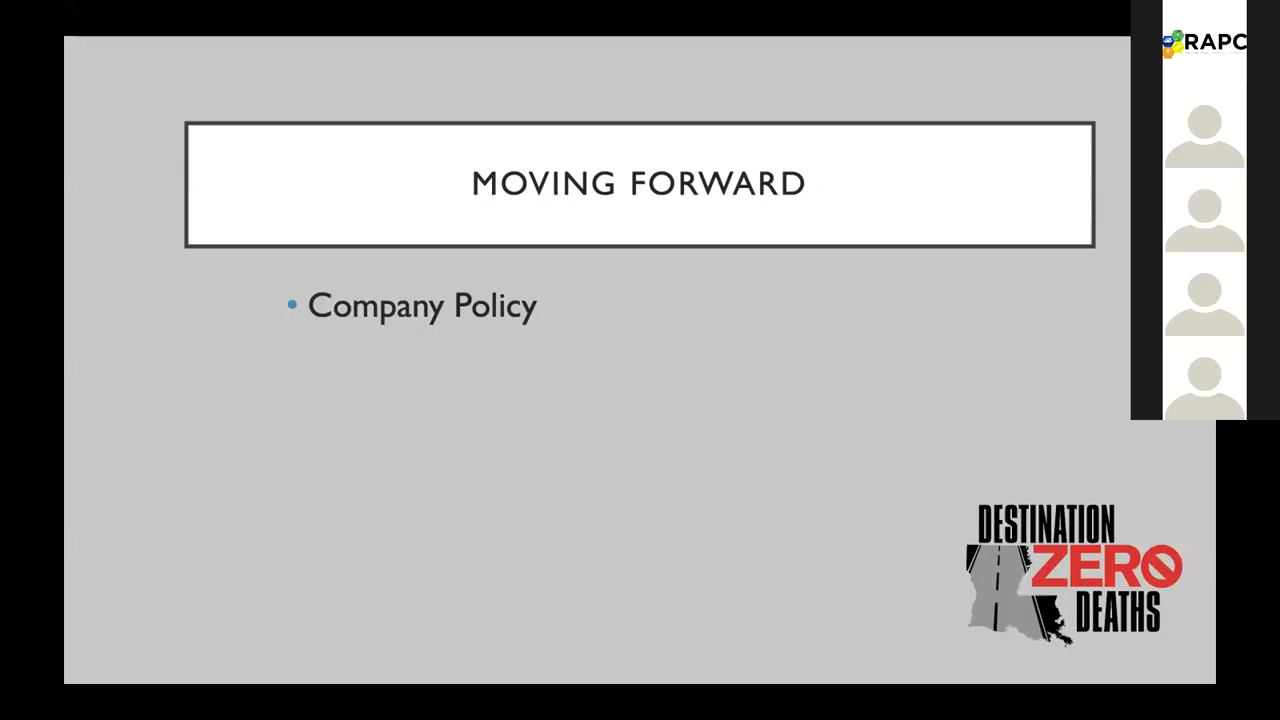 RAPC
MOVING FORWARD
• Company Policy
DESTINATION
ZERO
DEATHS